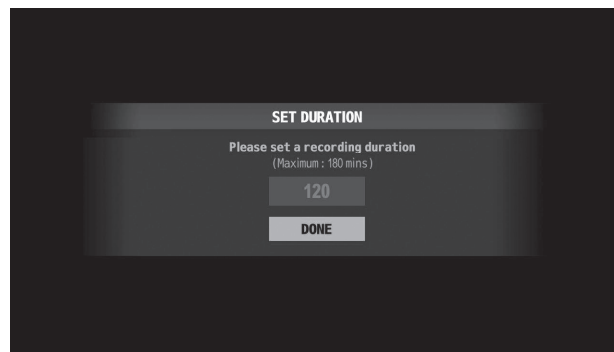 SET DURATION
Please set a recording duration
(Maximum : 180 mins)
120
DONE